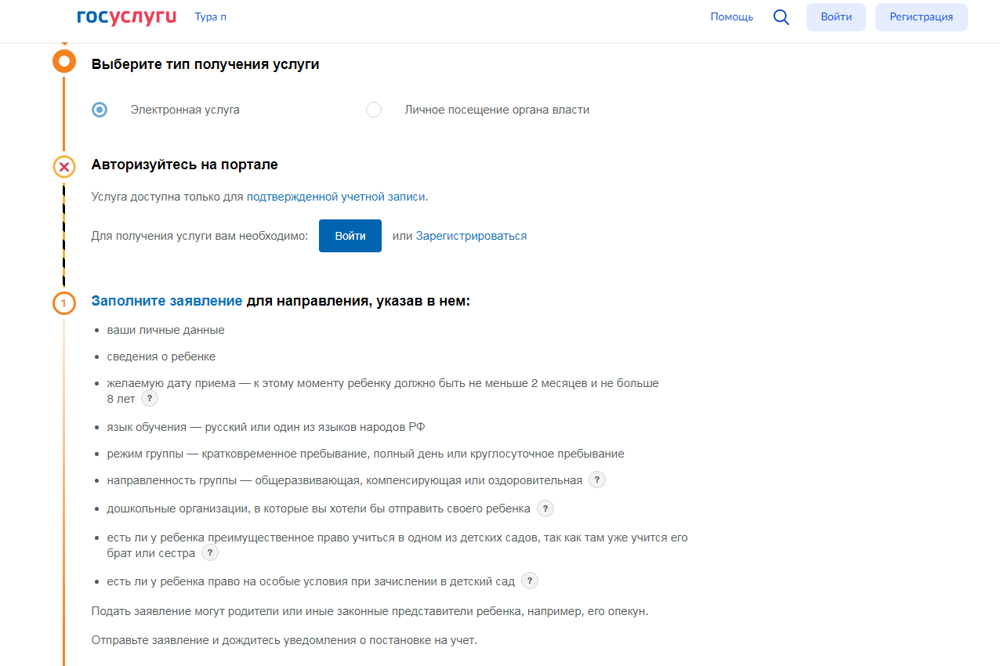 госуслуги Тура п Помощь Войти Регистрация
Выберите тип получения услуги
Электронная услуга Личное посещение органа власти
Авторизуйтесь на портале
Услуга доступна только для подтвержденной учетной записи.
Для получения услуги вам необходимо: Войти или Зарегистрироваться
1 Заполните заявление для направления, указав в нем:
• ваши личные данные
• сведения о ребенке
• желаемую дату приема — к этому моменту ребенку должно быть не меньше 2 месяцев и не больше
8 лет ?
• язык обучения — русский или один из языков народов РФ
• режим группы — кратковременное пребывание, полный день или круглосуточное пребывание
• направленность группы — общеразвивающая, компенсирующая или оздоровительная ?
• дошкольные организации, в которые вы хотели бы отправить своего ребенка ?
• есть ли у ребенка преимущественное право учиться в одном из детских садов, так как там уже учится его
брат или сестра ?
• есть ли у ребенка право на особые условия при зачислении в детский сад ?
Подать заявление могут родители или иные законные представители ребенка, например, его опекун.
Отправьте заявление и дождитесь уведомления о постановке на учет.